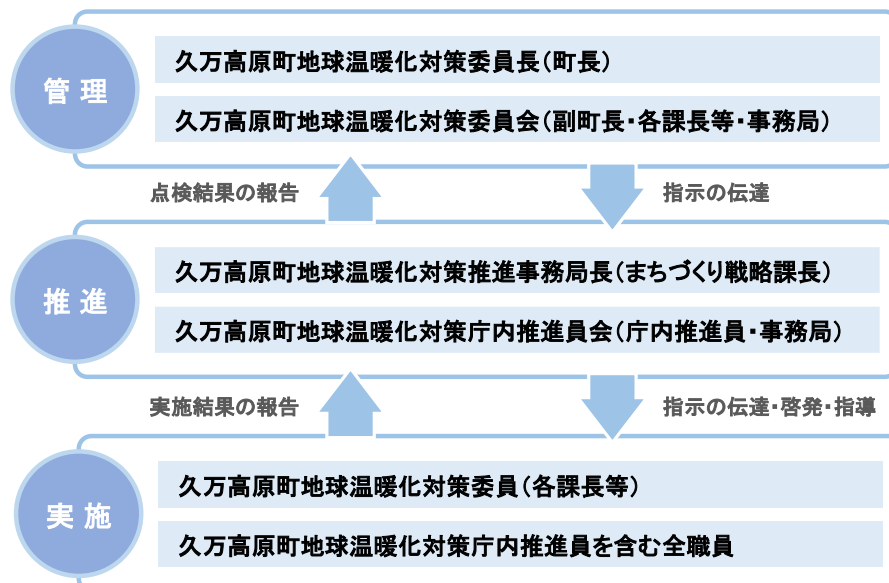 管理
久万高原町地球温暖化対策委員長(町長)
久万高原町地球温暖化対策委員会(副町長・各課長等・事務局)
点検結果の報告
指示の伝達
推進
久万高原町地球温暖化対策推進事務局長(まちづくり戦略課長)
久万高原町地球温暖化対策庁内推進員会(庁内推進員・事務局)
実施結果の報告
指示の伝達・啓発・指導
実施
久万高原町地球温暖化対策委員(各課長等)
久万高原町地球温暖化対策庁内推進員を含む全職員